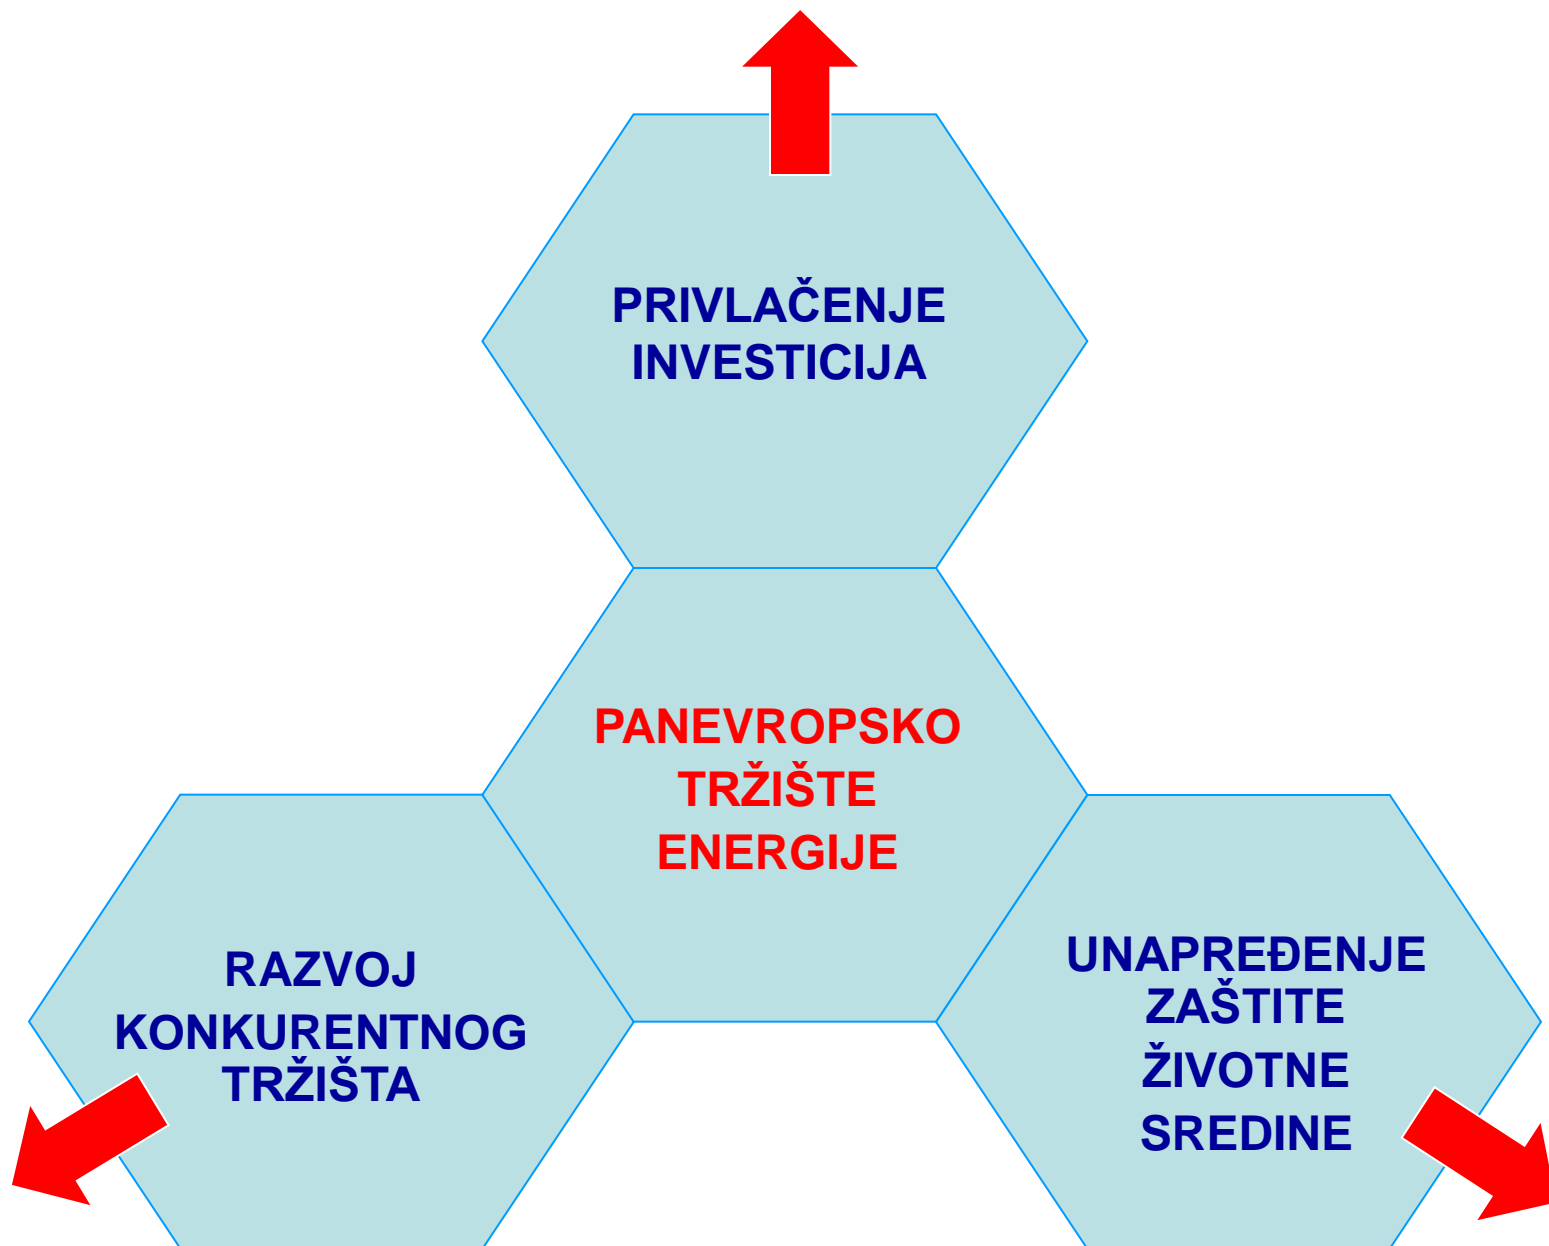 PRIVLAČENJE
INVESTICIJA
PANEVROPSKO
TRŽIŠTE
ENERGIJE
RAZVOJ
KONKURENTNOG
TRŽIŠTA
UNAPREĐENJE
ZAŠTITE
ŽIVOTNE
SREDINE